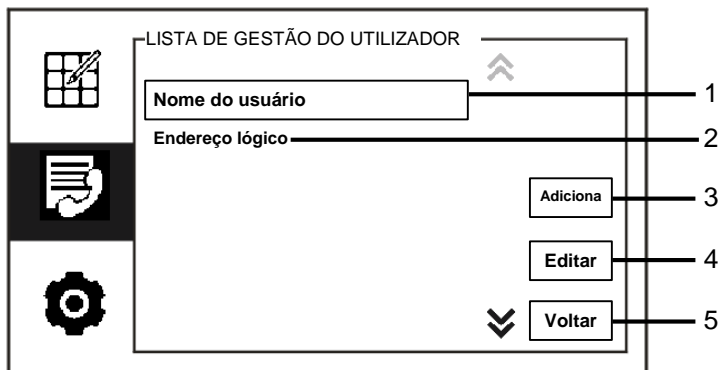 LISTA DE GESTÃO DO UTILIZADOR
Nome do usuário 1
Endereço lógico 2
Adiciona 3
Editar 4
Voltar 5